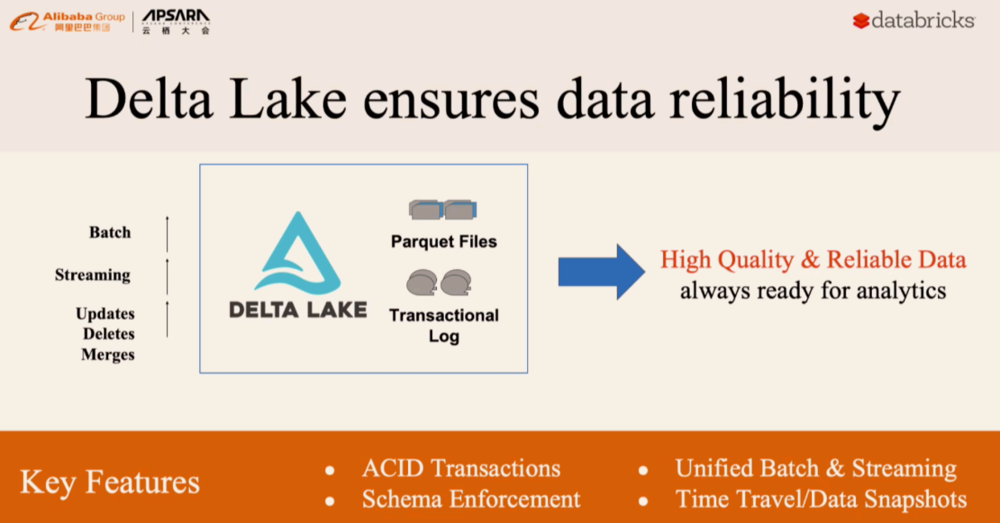 Alibaba Group
阿里巴巴集团
APSARA
云栖大会
databricks
Delta Lake ensures data reliability
Batch
Streaming
Updates
Deletes
Merges
DELTA LAKE
Parquet Files
Transactional
Log
High Quality & Reliable Data
always ready for analytics
Key Features
• ACID Transactions
• Schema Enforcement
• Unified Batch & Streaming
• Time Travel/Data Snapshots